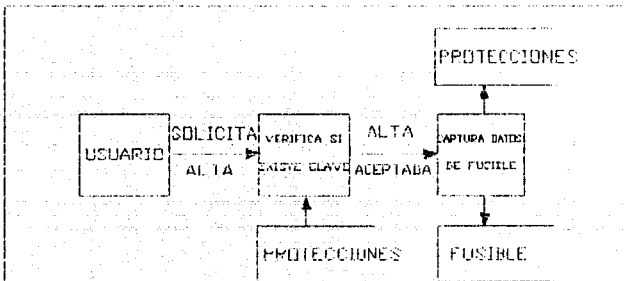 PROTECCIONES
USUARIO
SOLICITA
ALTA
VERIFICA SI
EXISTE CLAVE
ALTA
ACEPTADA
CAPTURA DATOS
DE FUSIBLE
PROTECCIONES
FUSIBLE